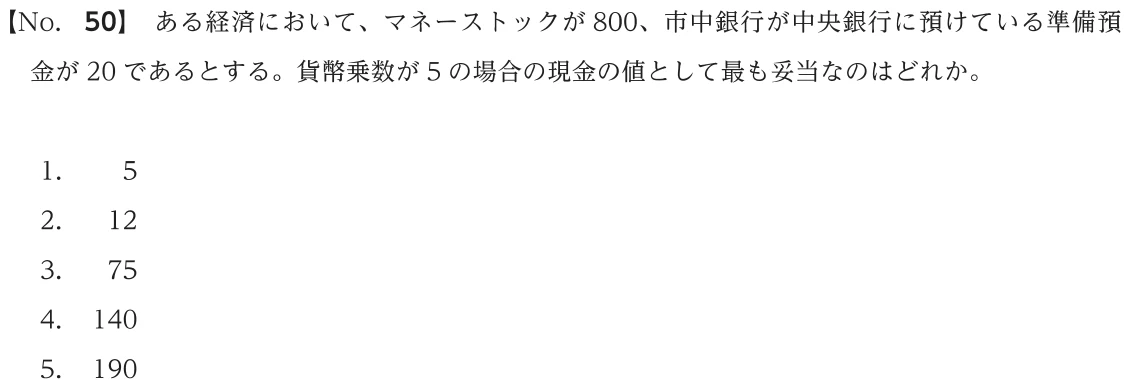 【No. 50】 ある経済において、マネーストックが 800、市中銀行が中央銀行に預けている準備預
金が 20 であるとする。貨幣乗数が 5 の場合の現金の値として最も妥当なのはどれか。
1. 5
2. 12
3. 75
4. 140
5. 190